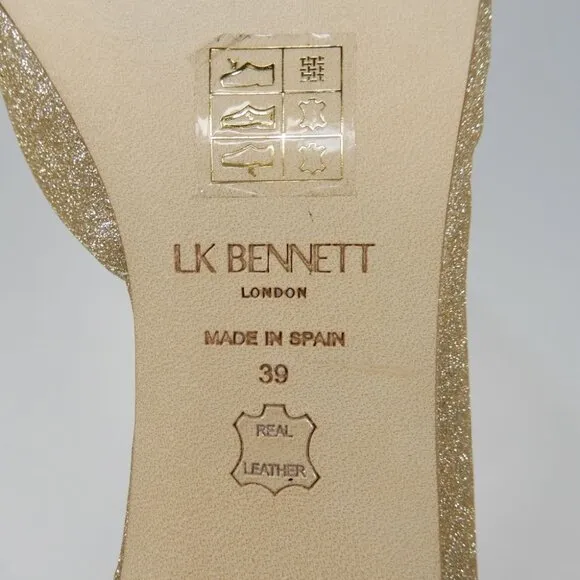 LK BENNETT
LONDON
MADE IN SPAIN
39
REAL
LEATHER